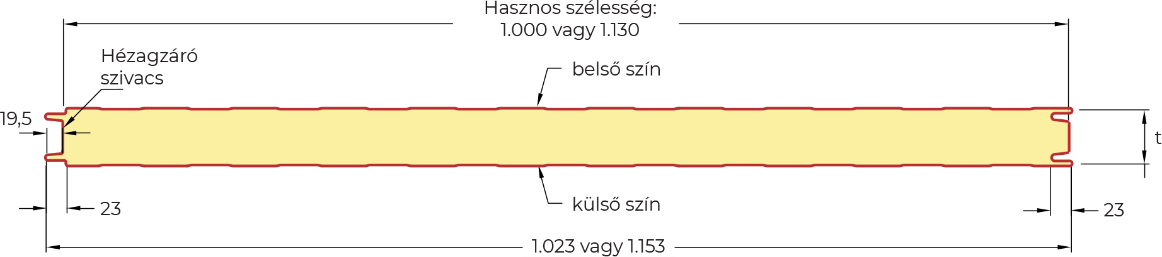 Hasznos szélesség:
1.000 vagy 1.130
Hézagzáró
szivacs
belső szín
19,5
t
külső szín
23
23
1.023 vagy 1.153